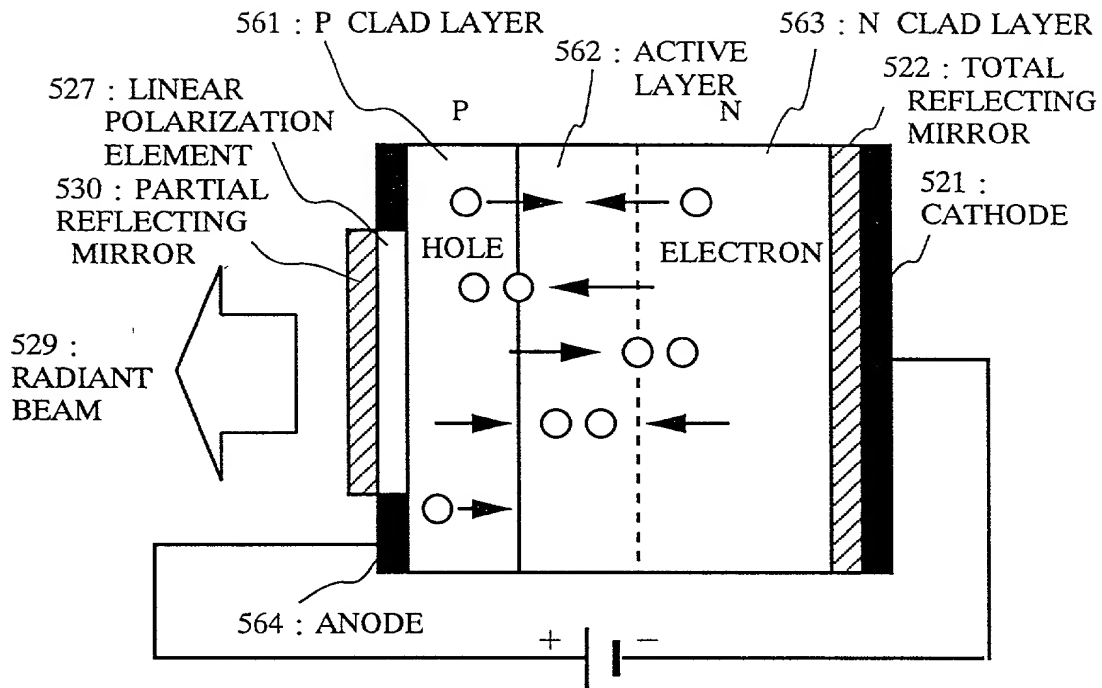 561 : P CLAD LAYER
563 : N CLAD LAYER
562 : ACTIVE
LAYER
522 : TOTAL
REFLECTING
MIRROR
527 : LINEAR
POLARIZATION
ELEMENT
P
N
530 : PARTIAL
REFLECTING
MIRROR
521 :
CATHODE
HOLE
ELECTRON
529 :
RADIANT
BEAM
564 : ANODE
+
−